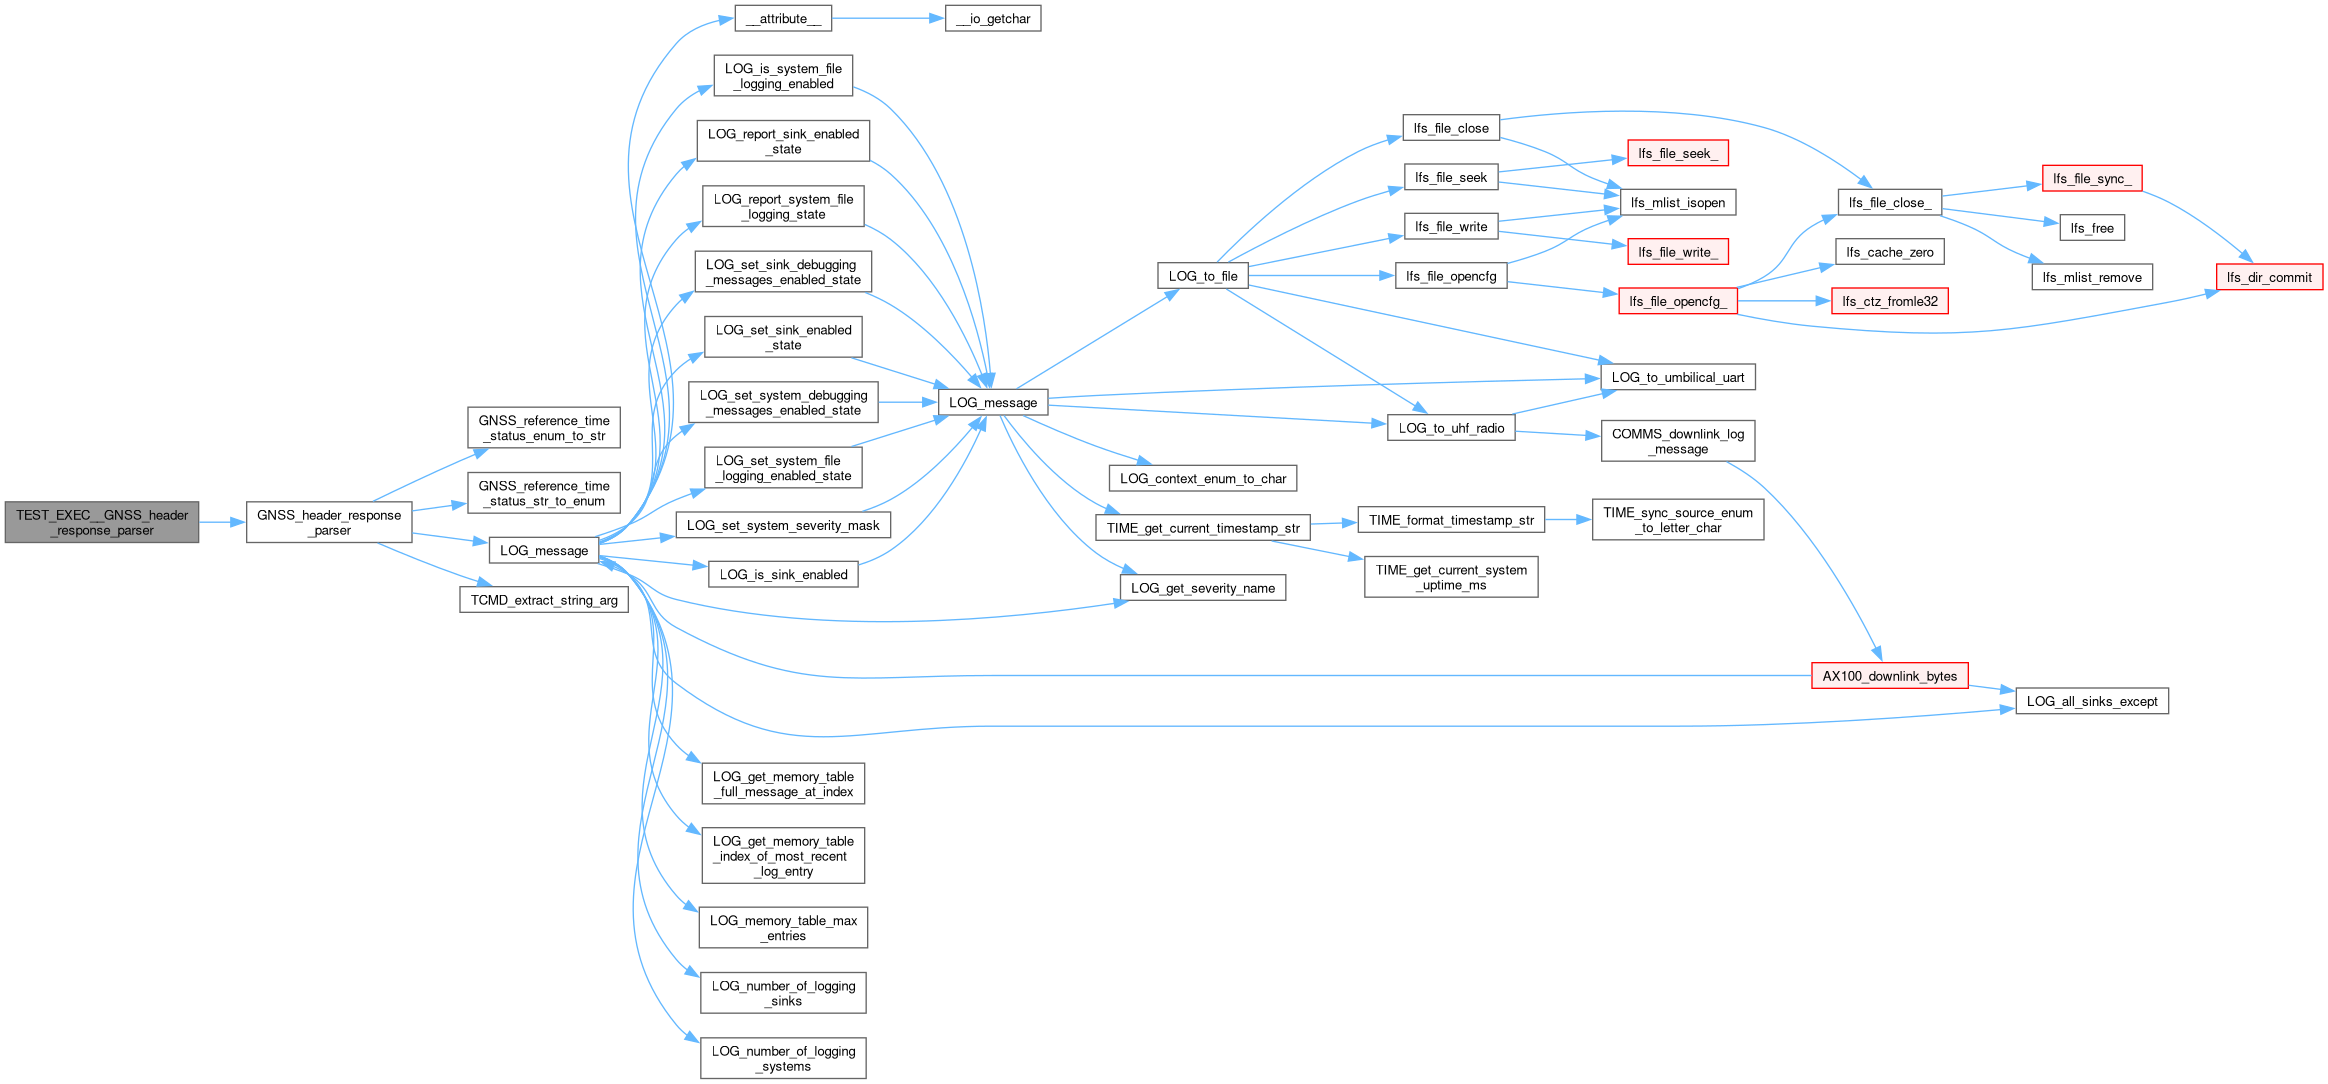 TEST_EXEC__GNSS_header
_response_parser
GNSS_header_response
_parser
GNSS_reference_time
_status_enum_to_str
GNSS_reference_time
_status_str_to_enum
LOG_message
TCMD_extract_string_arg
__attribute__
__io_getchar
LOG_is_system_file
_logging_enabled
LOG_report_sink_enabled
_state
LOG_report_system_file
_logging_state
LOG_set_sink_debugging
_messages_enabled_state
LOG_set_sink_enabled
_state
LOG_set_system_debugging
_messages_enabled_state
LOG_set_system_file
_logging_enabled_state
LOG_set_system_severity_mask
LOG_is_sink_enabled
LOG_get_memory_table
_full_message_at_index
LOG_get_memory_table
_index_of_most_recent
_log_entry
LOG_memory_table_max
_entries
LOG_number_of_logging
_sinks
LOG_number_of_logging
_systems
LOG_message
LOG_to_file
LOG_context_enum_to_char
TIME_get_current_timestamp_str
LOG_get_severity_name
lfs_file_close
lfs_file_seek
lfs_file_write
lfs_file_opencfg
LOG_to_uhf_radio
TIME_format_timestamp_str
TIME_get_current_system
_uptime_ms
lfs_file_seek_
lfs_mlist_isopen
lfs_file_write_
lfs_file_opencfg_
LOG_to_umbilical_uart
COMMS_downlink_log
_message
TIME_sync_source_enum
_to_letter_char
lfs_file_close_
lfs_cache_zero
lfs_ctz_fromle32
AX100_downlink_bytes
lfs_file_sync_
lfs_free
lfs_mlist_remove
LOG_all_sinks_except
lfs_dir_commit